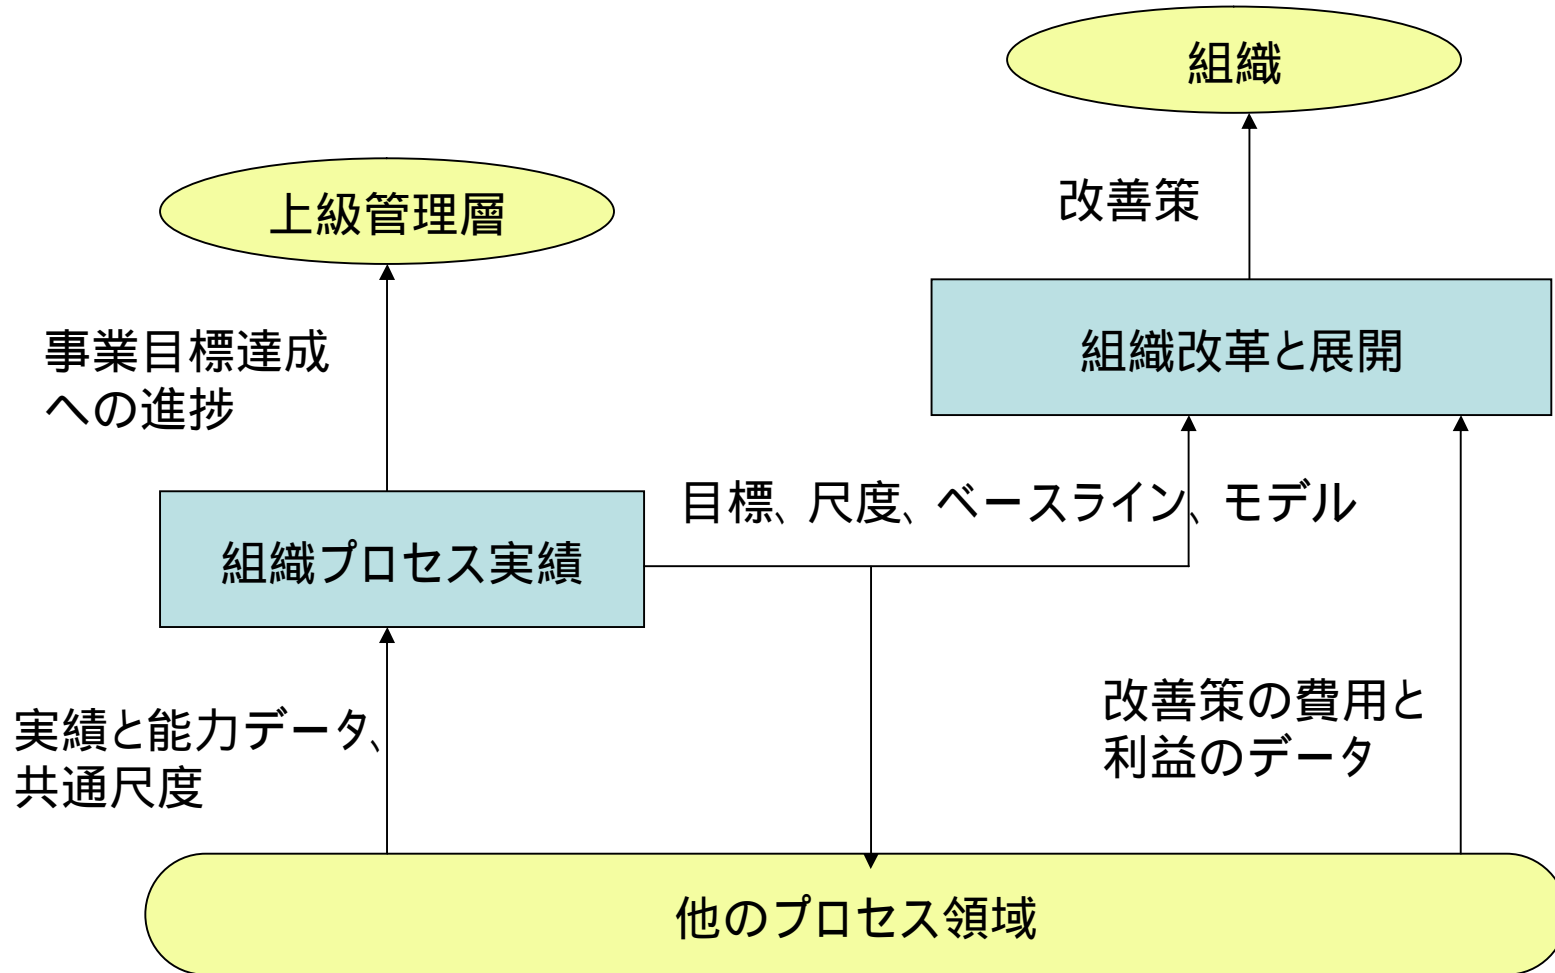 組織
改善策
上級管理層
組織改革と展開
事業目標達成
への進捗
目標、尺度、ベースライン、モデル
組織プロセス実績
実績と能力データ、
共通尺度
改善策の費用と
利益のデータ
他のプロセス領域